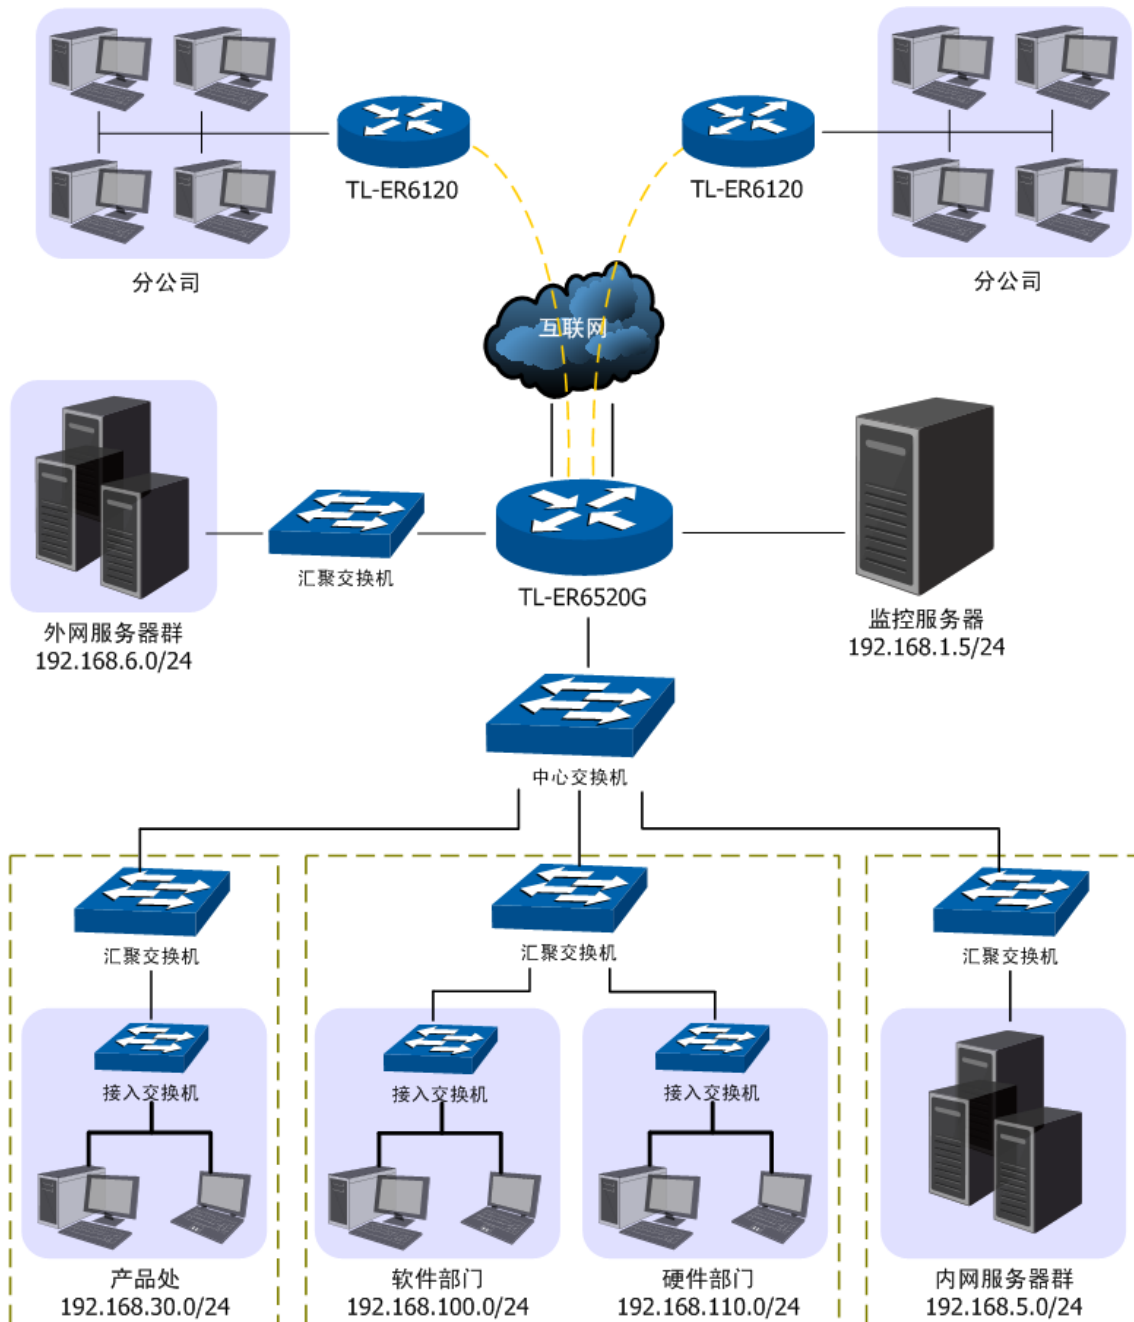 TL-ER6120
TL-ER6120
分公司
分公司
互联网
汇聚交换机
TL-ER6520G
外网服务器群
192.168.6.0/24
监控服务器
192.168.1.5/24
中心交换机
汇聚交换机
汇聚交换机
汇聚交换机
接入交换机
接入交换机
接入交换机
产品处
192.168.30.0/24
软件部门
192.168.100.0/24
硬件部门
192.168.110.0/24
内网服务器群
192.168.5.0/24